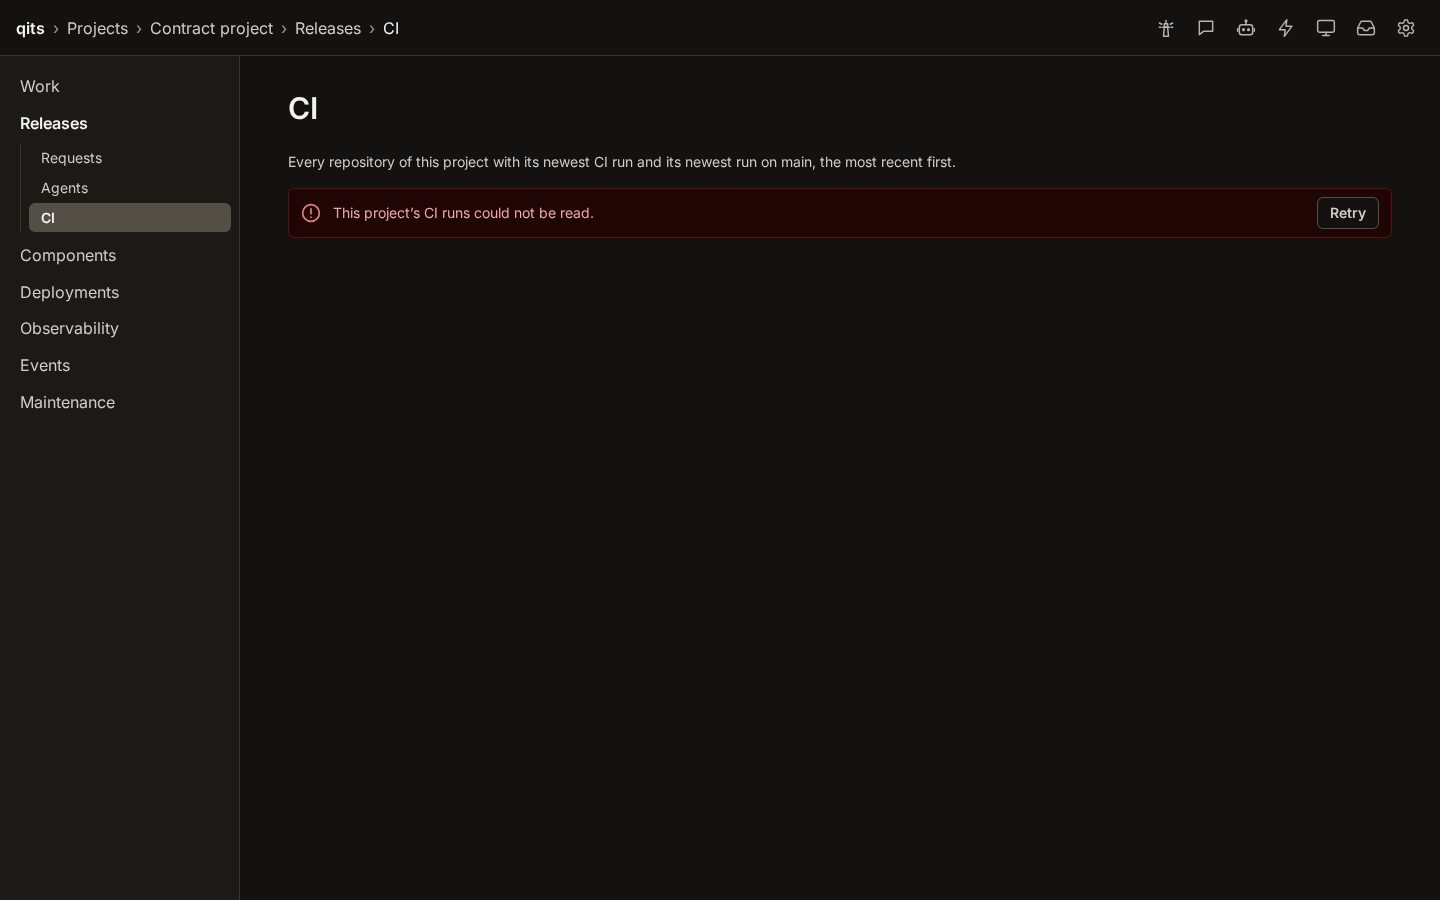 qits › Projects › Contract project › Releases › CI
Work
Releases
Requests
Agents
CI
Components
Deployments
Observability
Events
Maintenance
CI
Every repository of this project with its newest CI run and its newest run on main, the most recent first.
This project’s CI runs could not be read.
Retry